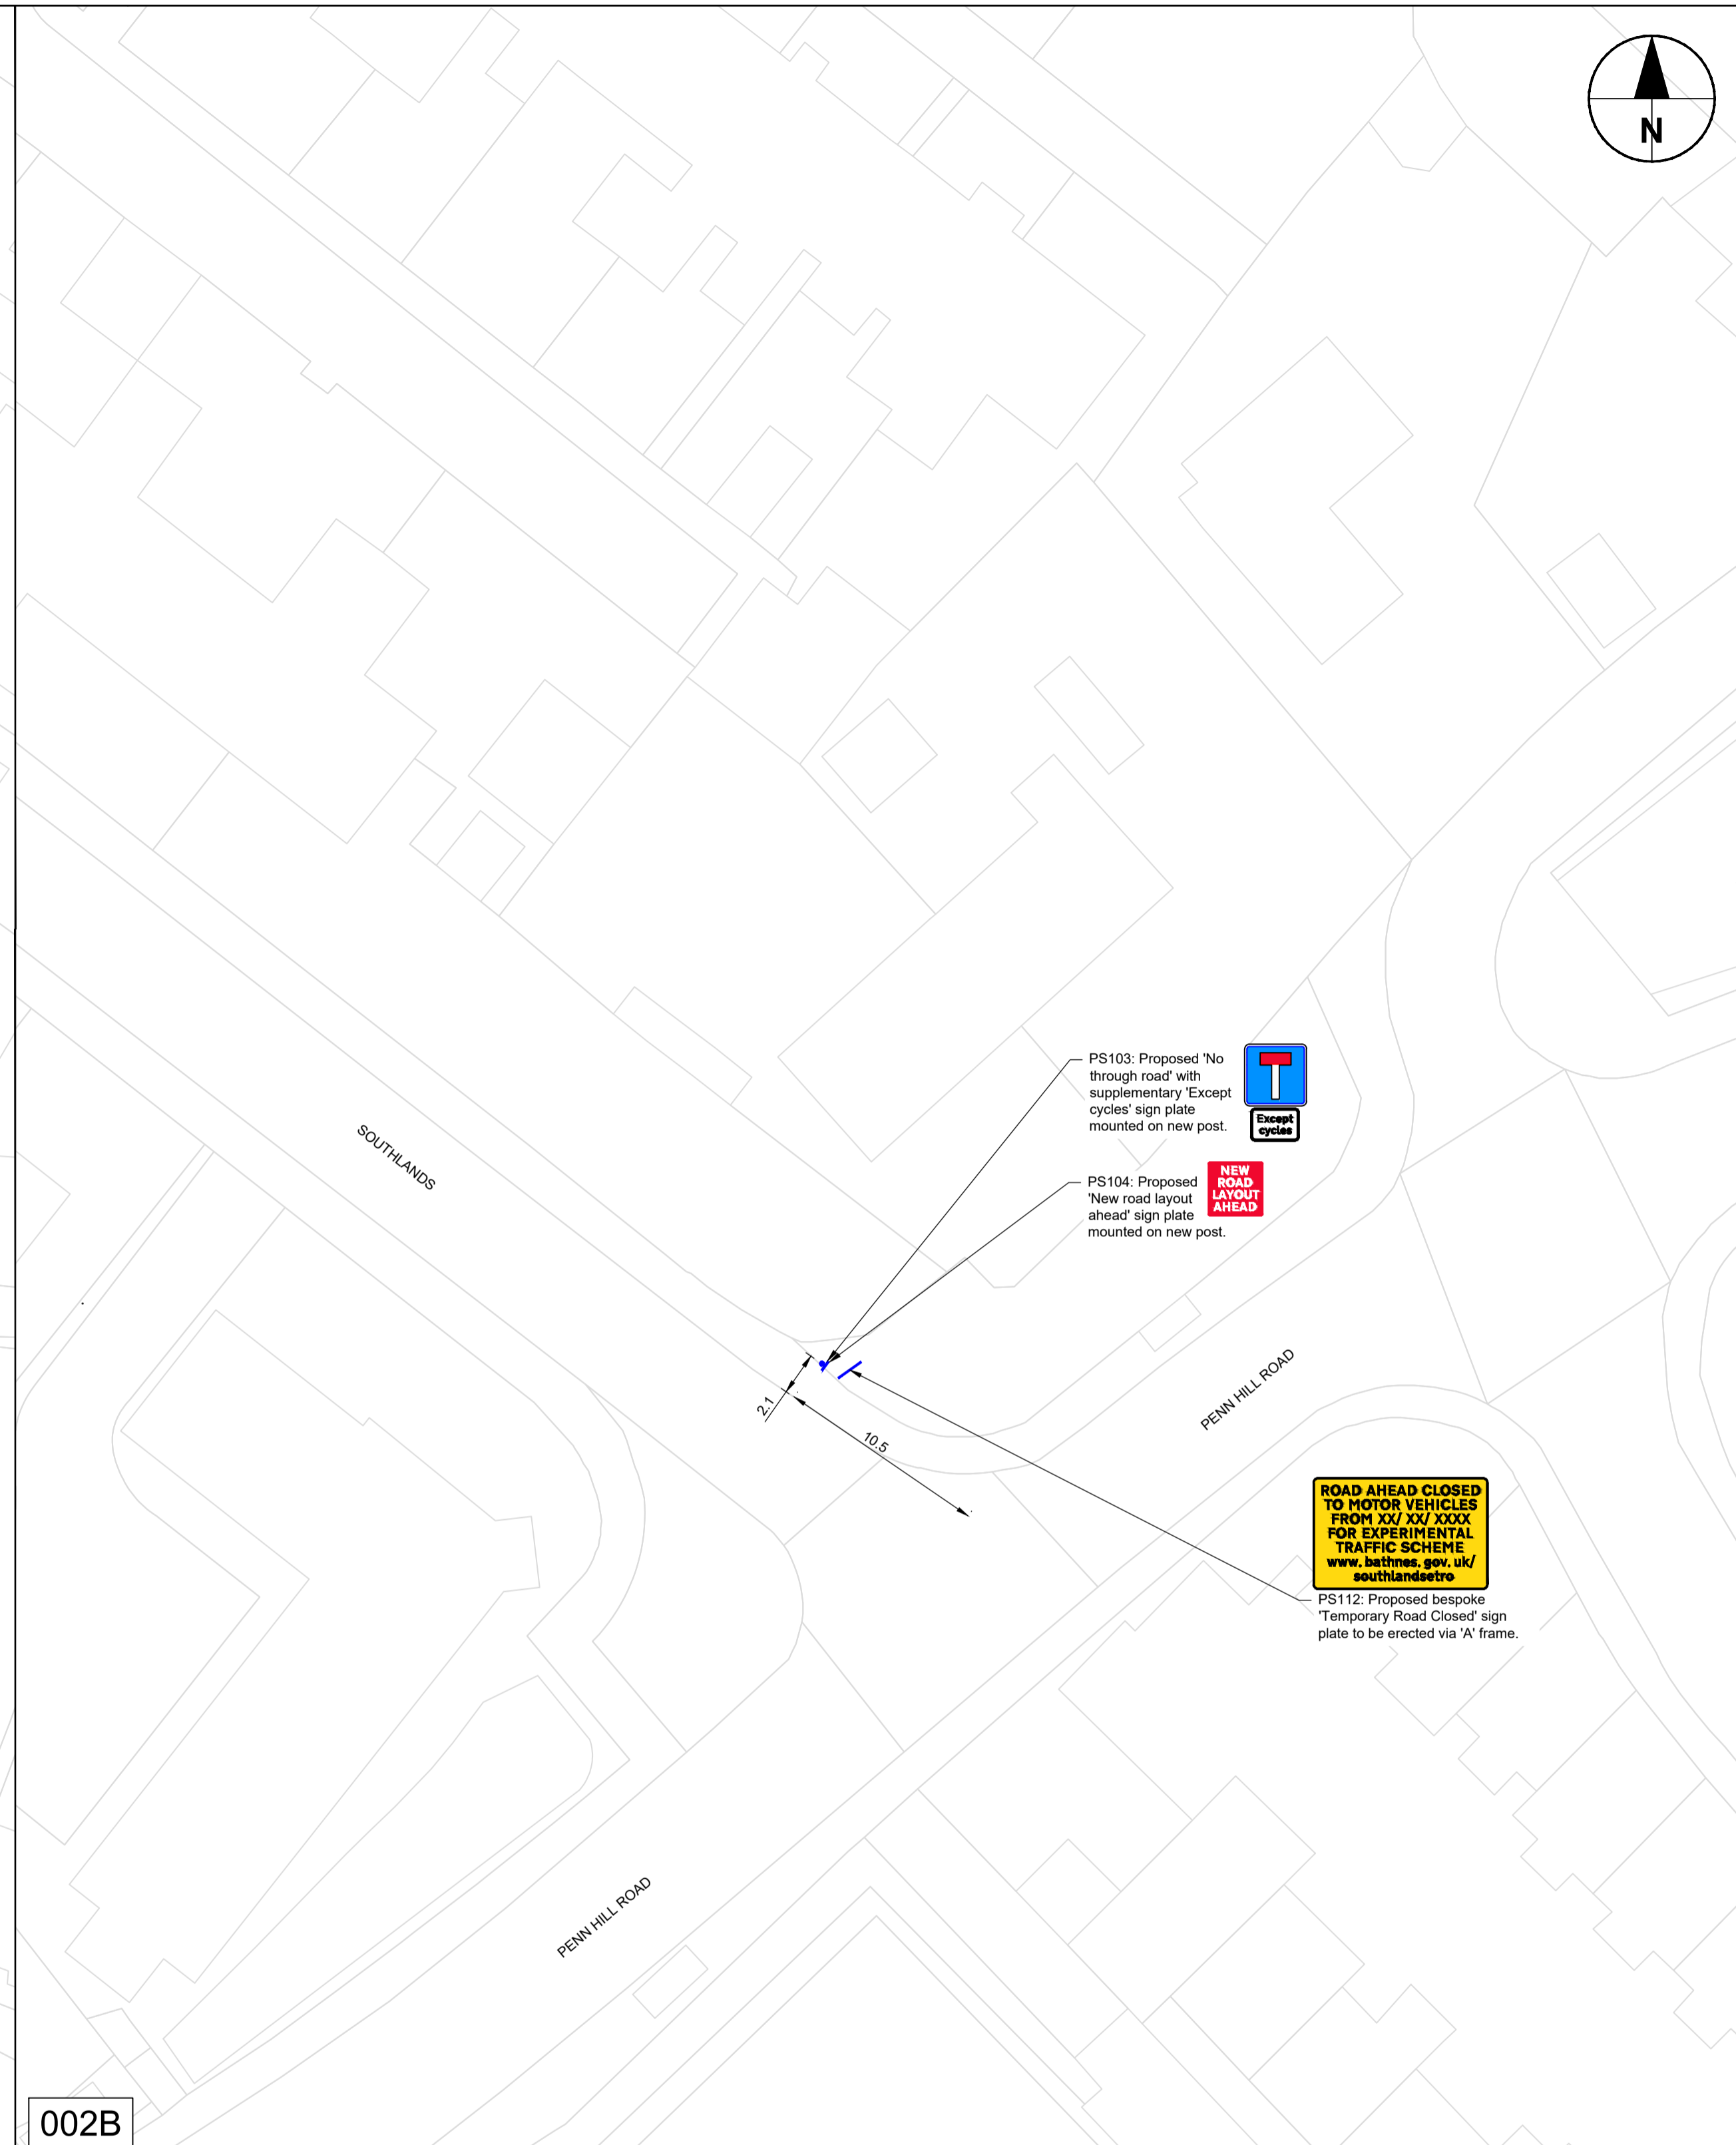 N
PS103: Proposed 'No
through road' with
supplementary 'Except
cycles' sign plate
mounted on new post.
Except
cycles
PS104: Proposed
'New road layout
ahead' sign plate
mounted on new post.
NEW
ROAD
LAYOUT
AHEAD
SOUTHLANDS
2.1
10.5
PENN HILL ROAD
ROAD AHEAD CLOSED
TO MOTOR VEHICLES
FROM XX/ XX/ XXXX
FOR EXPERIMENTAL
TRAFFIC SCHEME
www. bathnes. gov. uk/
southlandsetro
PS112: Proposed bespoke
'Temporary Road Closed' sign
plate to be erected via 'A' frame.
PENN HILL ROAD
002B